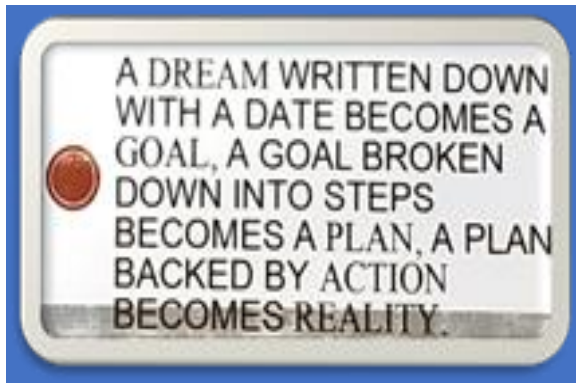 A DREAM WRITTEN DOWN
WITH A DATE BECOMES A
GOAL, A GOAL BROKEN
DOWN INTO STEPS
BECOMES A PLAN, A PLAN
BACKED BY ACTION
BECOMES REALITY.